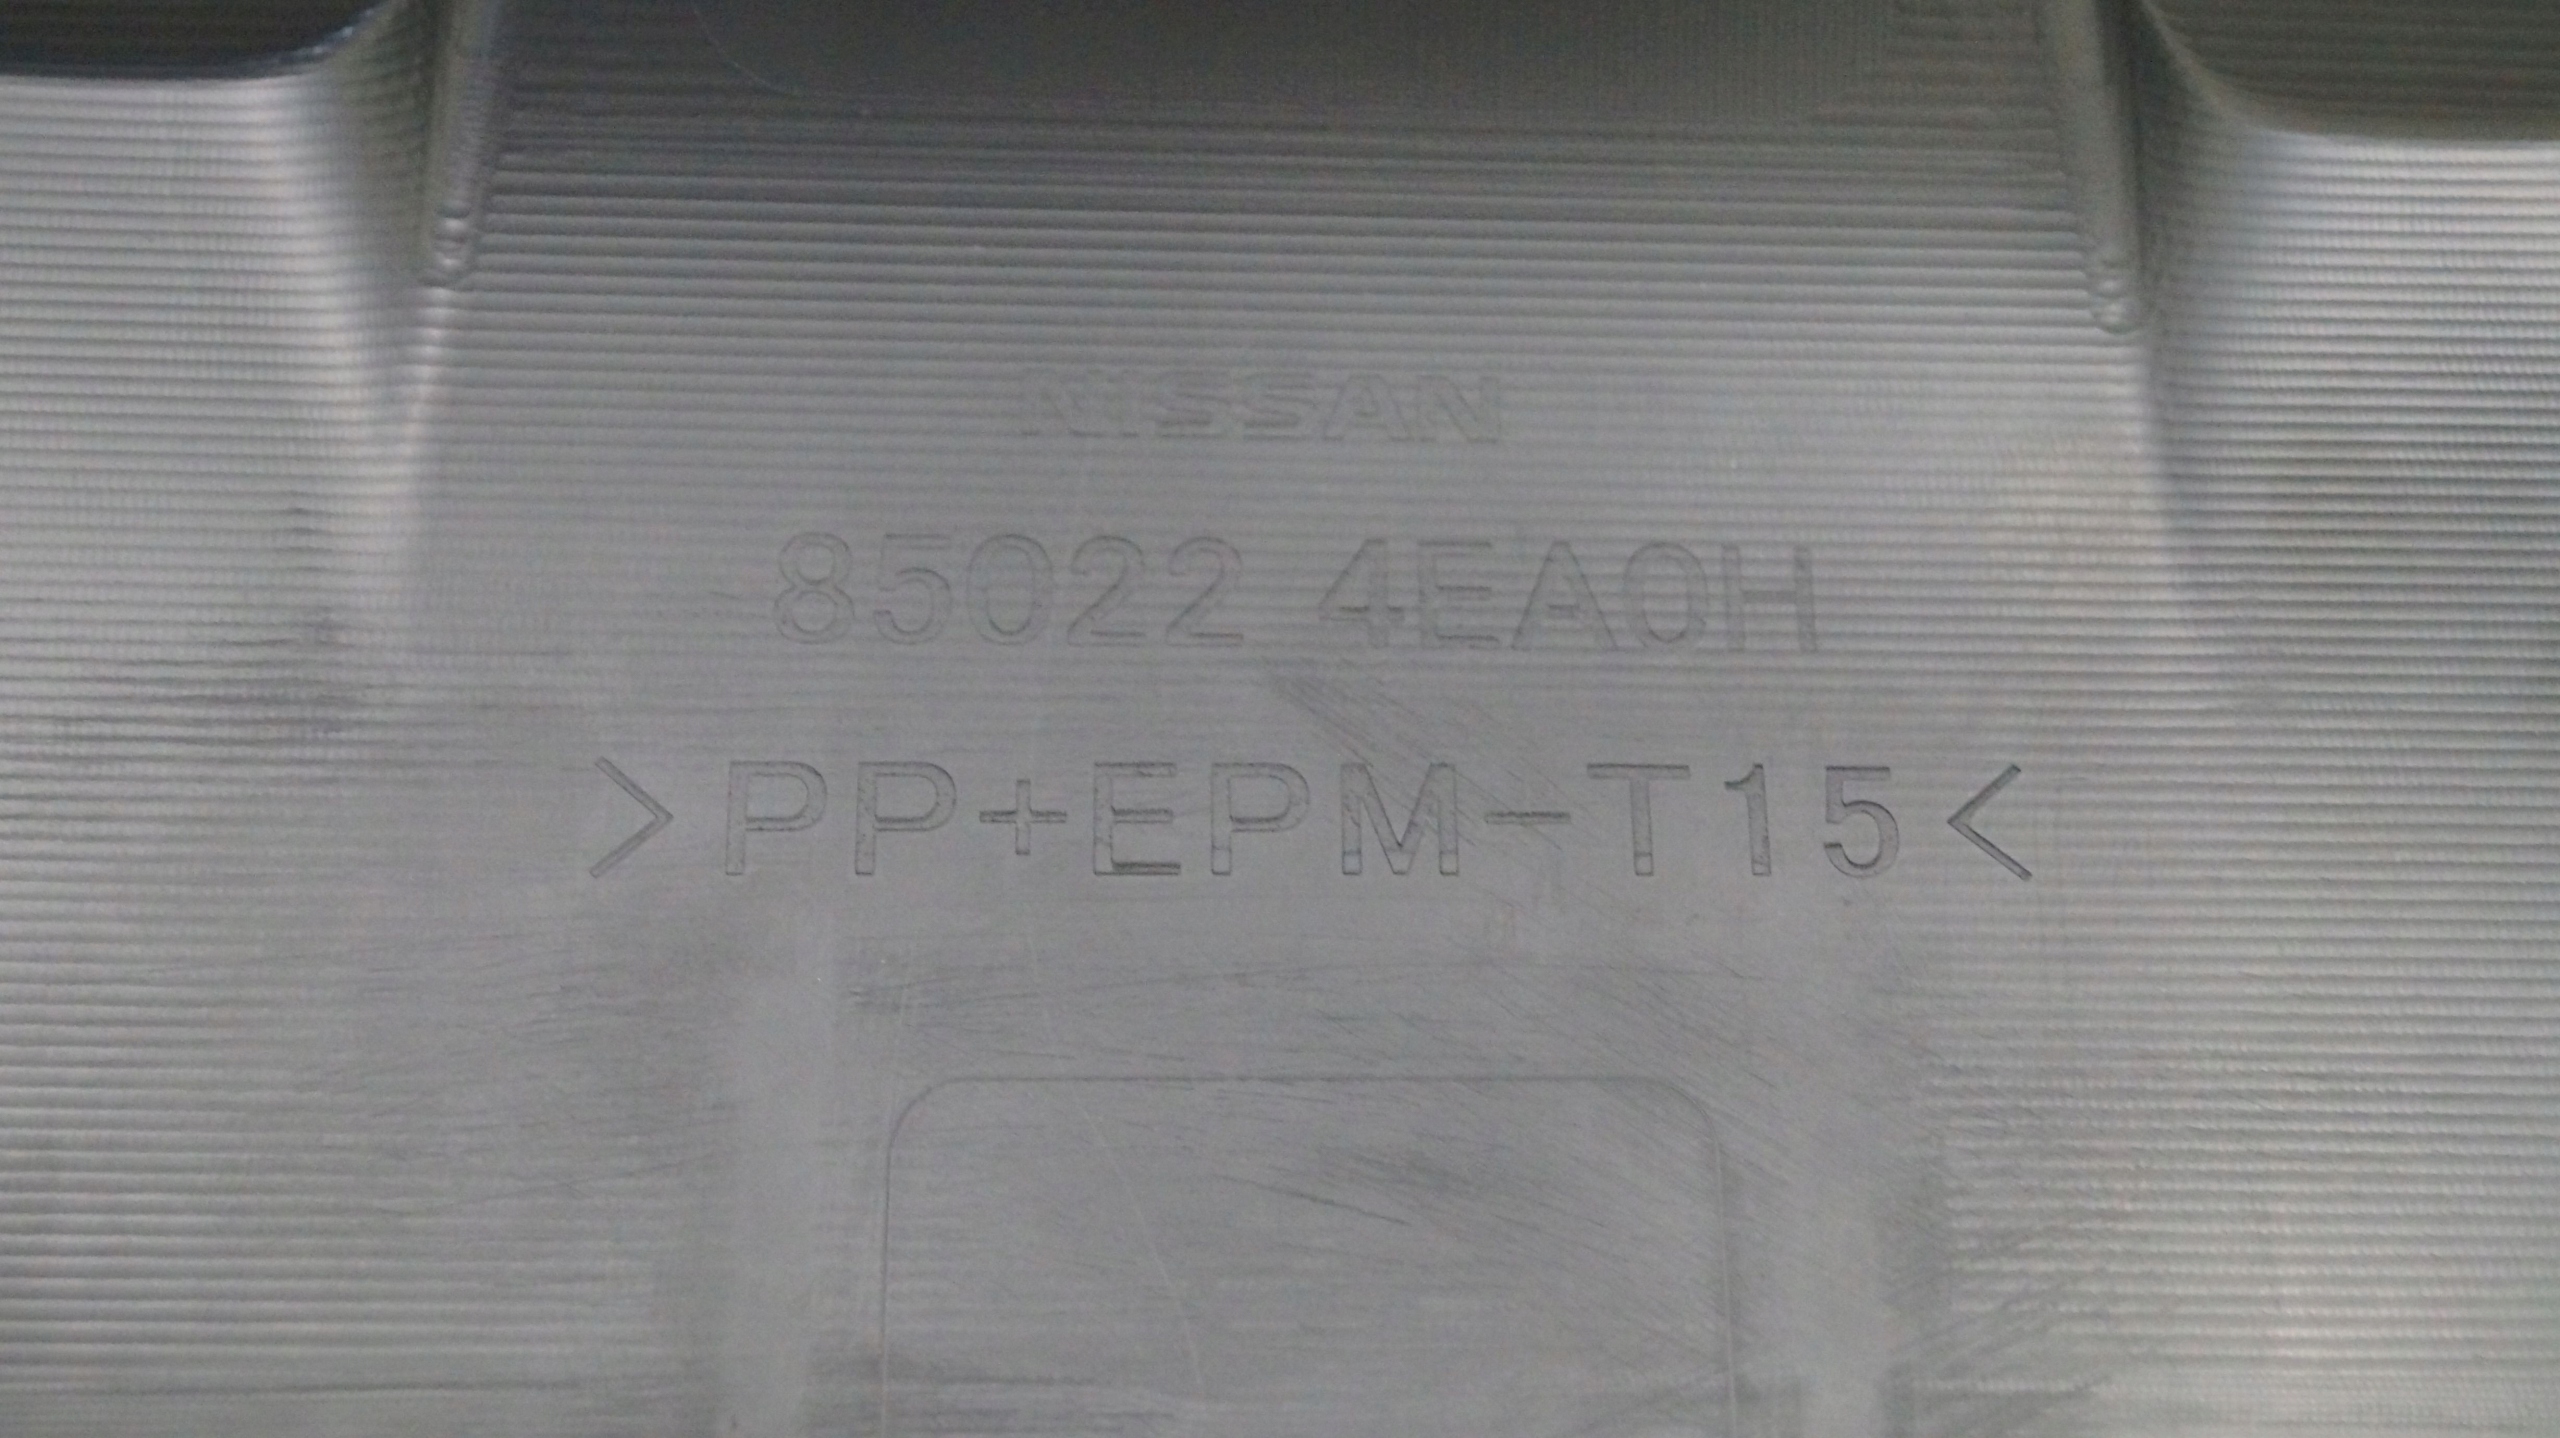 NISSAN
85022 4EA0H
>PP+EPM-T15<